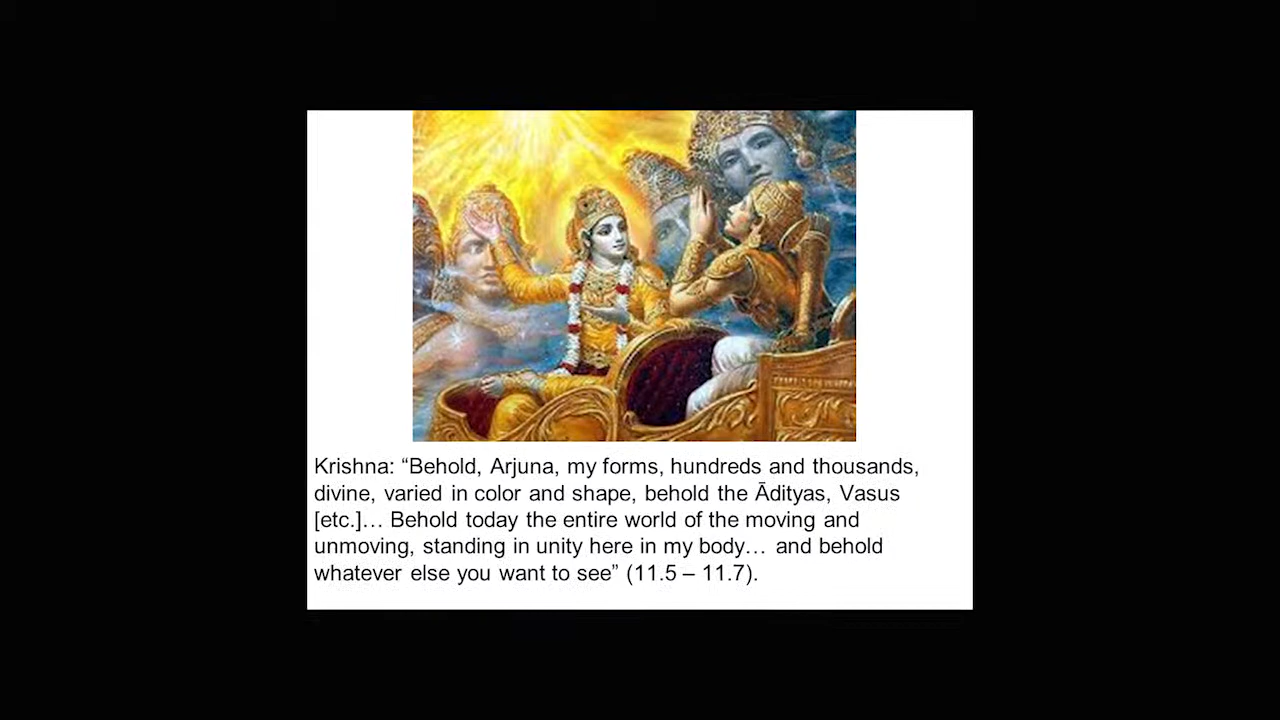 Krishna: “Behold, Arjuna, my forms, hundreds and thousands,
divine, varied in color and shape, behold the Ādityas, Vasus
[etc.]… Behold today the entire world of the moving and
unmoving, standing in unity here in my body… and behold
whatever else you want to see” (11.5 – 11.7).